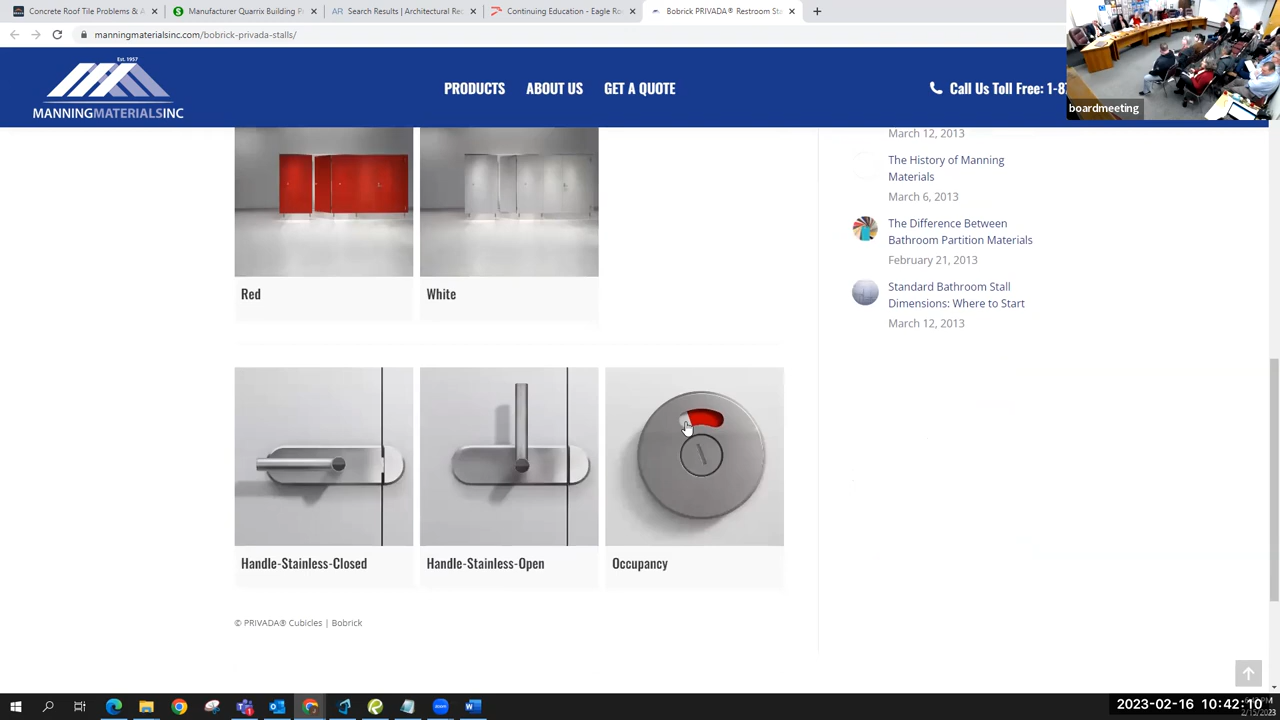 Concrete Roof Tile Problems & A
Manufacturer Quarrix Building P
Search Results | Architectural Re
Continuing Education - Eagle Ro
Bobrick PRIVADA® Restroom St
manningmaterialsinc.com/bobrick-privada-stalls/
Est. 1957
MANNINGMATERIALSINC
PRODUCTS
ABOUT US
GET A QUOTE
Call Us Toll Free: 1-8
boardmeeting
March 12, 2013
The History of Manning
Materials
March 6, 2013
The Difference Between
Bathroom Partition Materials
February 21, 2013
Standard Bathroom Stall
Dimensions: Where to Start
March 12, 2013
Red
White
Handle-Stainless-Closed
Handle-Stainless-Open
Occupancy
© PRIVADA® Cubicles | Bobrick
2023-02-16 10:42:10